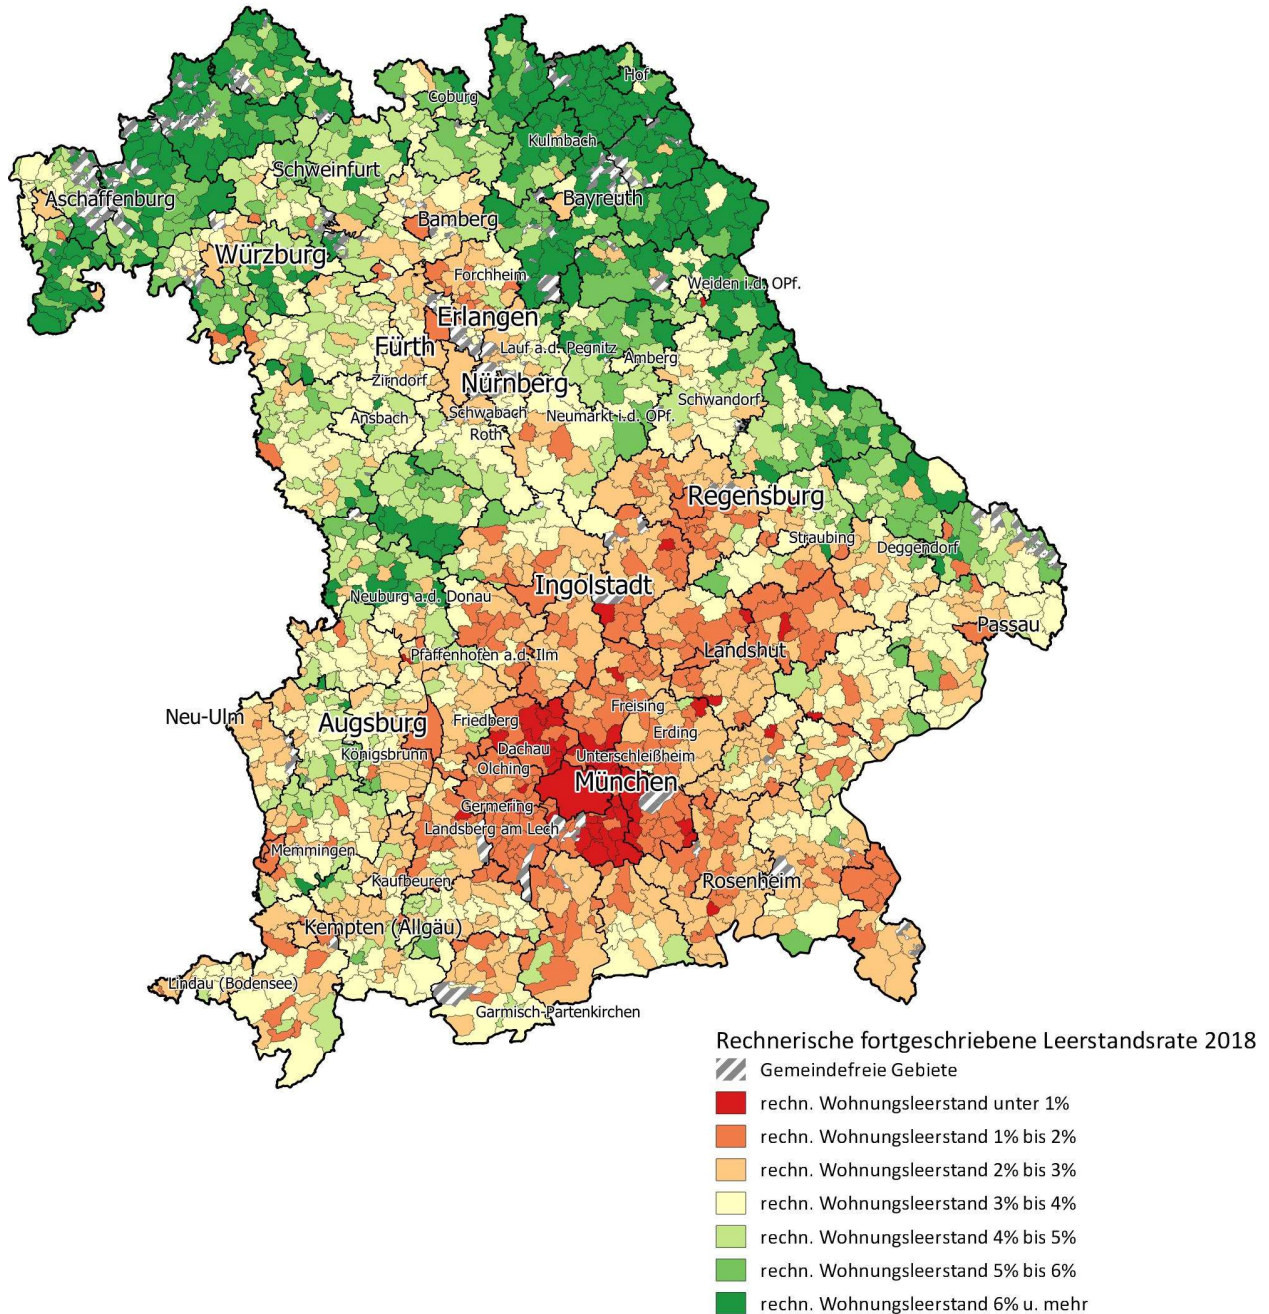 Hof
Coburg
Kulmbach
Schweinfurt
Aschaffenburg
Bayreuth
Bamberg
Würzburg
Forchheim
Weiden i.d. OPf.
Erlangen
Fürth
Lauf a.d. Pegnitz
Amberg
Zirndorf
Nürnberg
Schwandorf
Ansbach
Schwabach
Neumarkt i.d. OPf.
Roth
Regensburg
Straubing
Deggendorf
Ingolstadt
Neuburg a.d. Donau
Passau
Pfaffenhofen a.d. Ilm
Landshut
Neu-Ulm
Augsburg
Friedberg
Freising
Erding
Königsbrunn
Dachau
Unterschleißheim
Olching
München
Germering
Landsberg am Lech
Memmingen
Kaufbeuren
Rosenheim
Kempten (Allgäu)
Lindau (Bodensee)
Garmisch-Partenkirchen
Rechnerische fortgeschriebene Leerstandsrate 2018
Gemeindefreie Gebiete
rechn. Wohnungsleerstand unter 1%
rechn. Wohnungsleerstand 1% bis 2%
rechn. Wohnungsleerstand 2% bis 3%
rechn. Wohnungsleerstand 3% bis 4%
rechn. Wohnungsleerstand 4% bis 5%
rechn. Wohnungsleerstand 5% bis 6%
rechn. Wohnungsleerstand 6% u. mehr